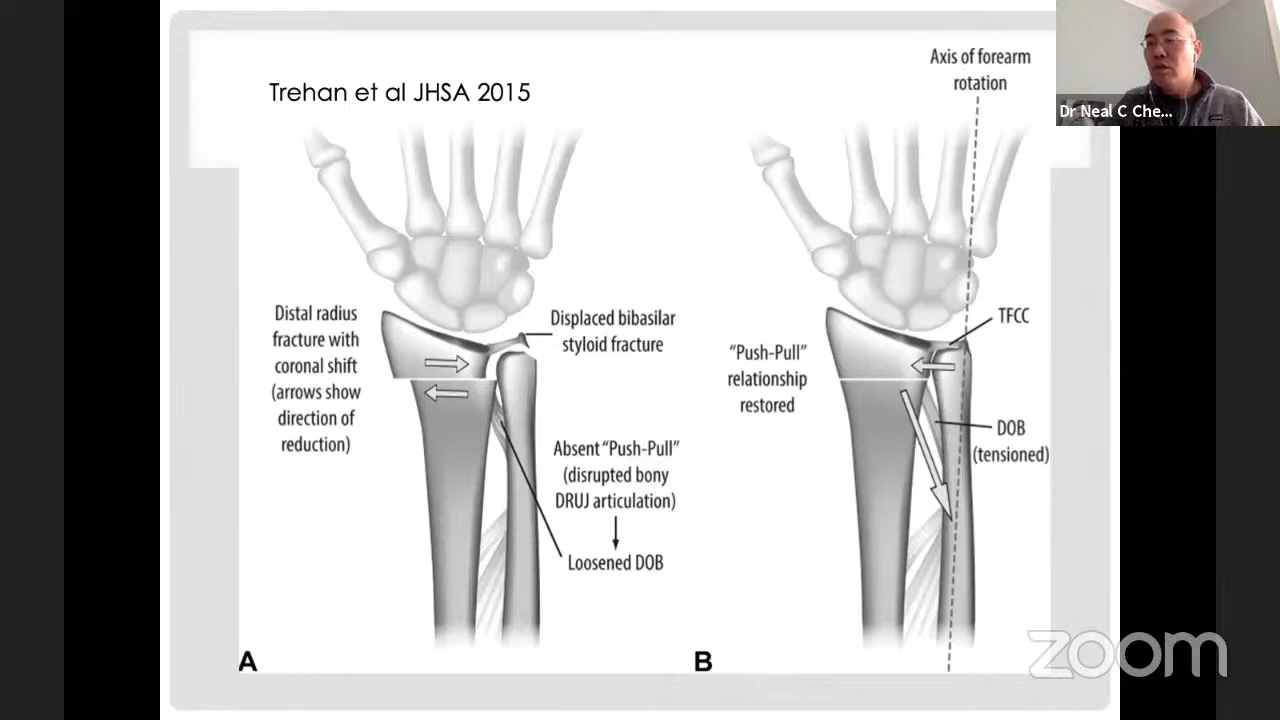 Trehan et al JHSA 2015
Axis of forearm
rotation
Dr Neal C Che...
Distal radius
fracture with
coronal shift
(arrows show
direction of
reduction)
Displaced bibasilar
styloid fracture
Absent “Push-Pull”
(disrupted bony
DRUJ articulation)
Loosened DOB
“Push-Pull”
relationship
restored
TFCC
DOB
(tensioned)
A
B
zoom